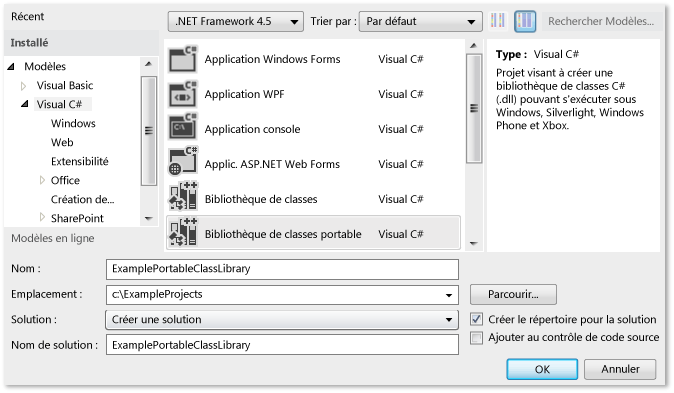 Récent
.NET Framework 4.5
Trier par :
Par défaut
Rechercher Modèles...
Installé
Modèles
Visual Basic
Visual C#
Windows
Web
Extensibilité
Office
Création de...
SharePoint
Modèles en ligne
C#
Application Windows Forms Visual C#
C#
Application WPF Visual C#
C#
Application console Visual C#
C#
Applic. ASP.NET Web Forms Visual C#
C#
Bibliothèque de classes Visual C#
C#
Bibliothèque de classes portable Visual C#
Type : Visual C#
Projet visant à créer une
bibliothèque de classes C#
(.dll) pouvant s'exécuter sous
Windows, Silverlight, Windows
Phone et Xbox.
Nom : ExamplePortableClassLibrary
Emplacement : c:\ExampleProjects
Parcourir...
Solution : Créer une solution
Créer le répertoire pour la solution
Nom de solution : ExamplePortableClassLibrary
Ajouter au contrôle de code source
OK
Annuler